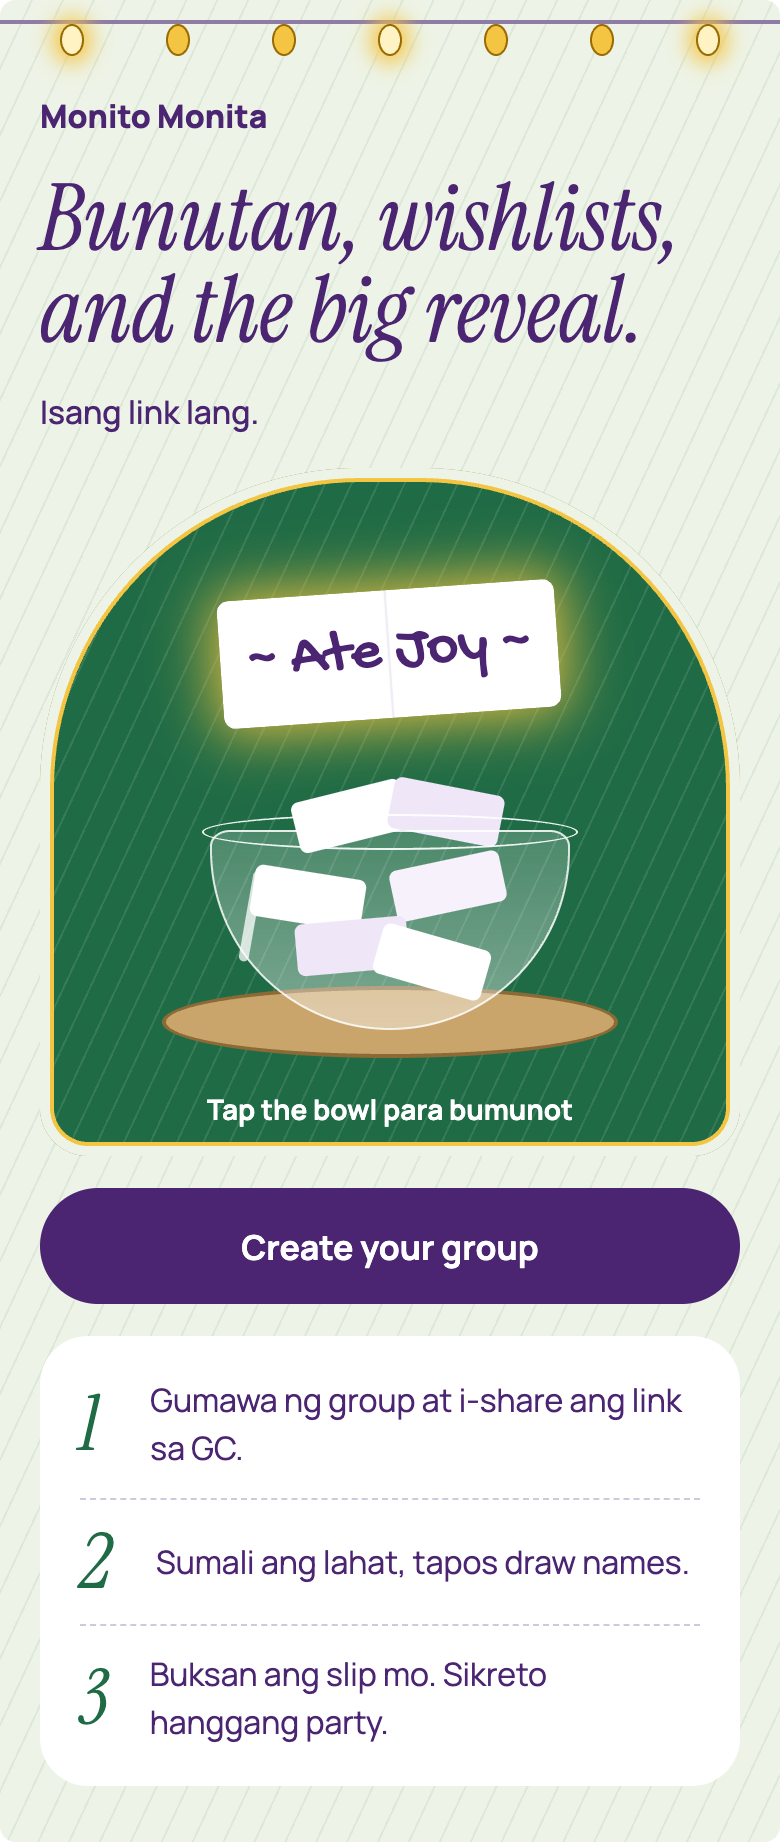 Monito Monita
Bunutan, wishlists,
and the big reveal.
Isang link lang.
~ Ate Joy ~
Tap the bowl para bumunot
Create your group
1 Gumawa ng group at i-share ang link
sa GC.
2 Sumali ang lahat, tapos draw names.
3 Buksan ang slip mo. Sikreto
hanggang party.